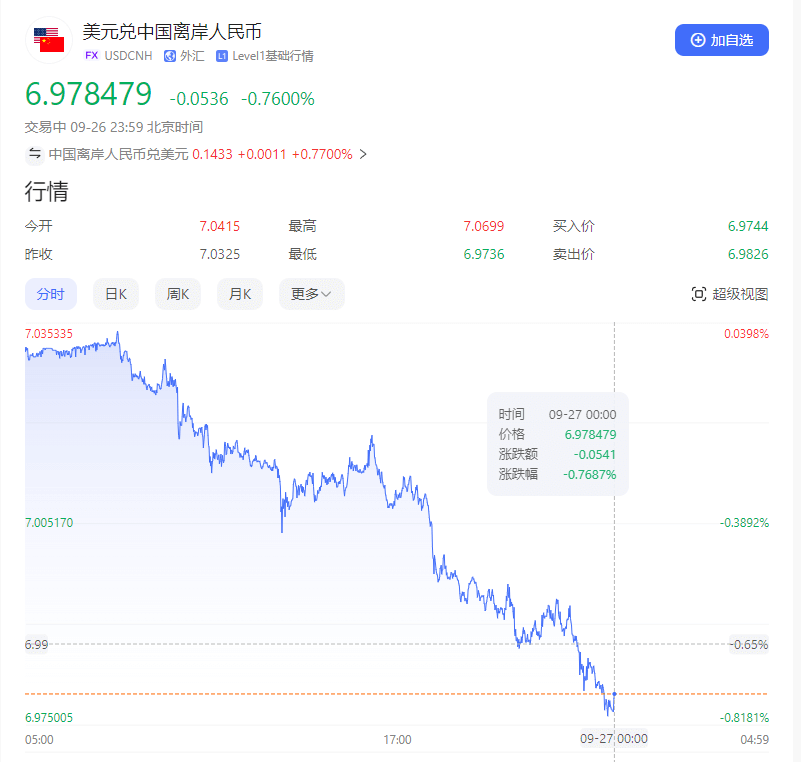 美元兑中国离岸人民币
FX USDCNH 外汇 L1 Level1基础行情
加自选
6.978479 -0.0536 -0.7600%
交易中 09-26 23:59 北京时间
中国离岸人民币兑美元 0.1433 +0.0011 +0.7700%
行情
今开 7.0415 最高 7.0699 买入价 6.9744
昨收 7.0325 最低 6.9736 卖出价 6.9826
分时 日K 周K 月K 更多 超级视图
7.035335 0.0398%
时间 09-27 00:00
价格 6.978479
涨跌额 -0.0541
涨跌幅 -0.7687%
7.005170 -0.3892%
6.99 -0.65%
6.975005 -0.8181%
05:00 17:00 09-27 00:00 04:59